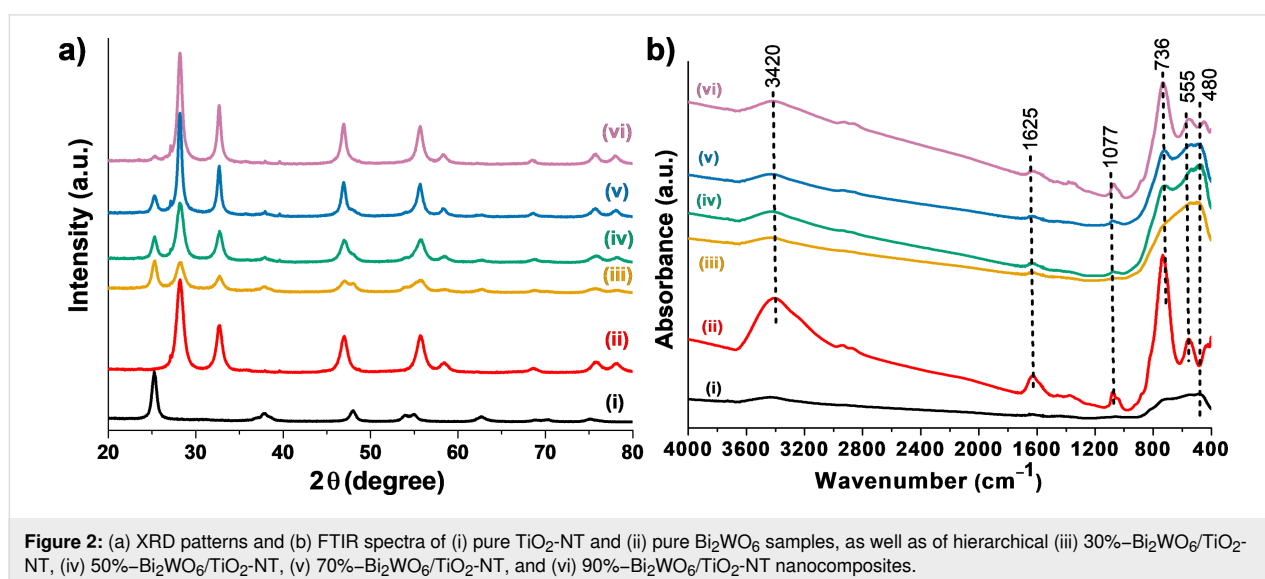 a)
Intensity (a.u.)
(vi)
(v)
(iv)
(iii)
(ii)
(i)
20 30 40 50 60 70 80
2θ (degree)
b)
Absorbance (a.u.)
3420
1625
1077
736
555
480
(vi)
(v)
(iv)
(iii)
(ii)
(i)
4000 3600 3200 2800 2400 2000 1600 1200 800 400
Wavenumber (cm⁻¹)
Figure 2: (a) XRD patterns and (b) FTIR spectra of (i) pure TiO₂-NT and (ii) pure Bi₂WO₆ samples, as well as of hierarchical (iii) 30%–Bi₂WO₆/TiO₂-
NT, (iv) 50%–Bi₂WO₆/TiO₂-NT, (v) 70%–Bi₂WO₆/TiO₂-NT, and (vi) 90%–Bi₂WO₆/TiO₂-NT nanocomposites.